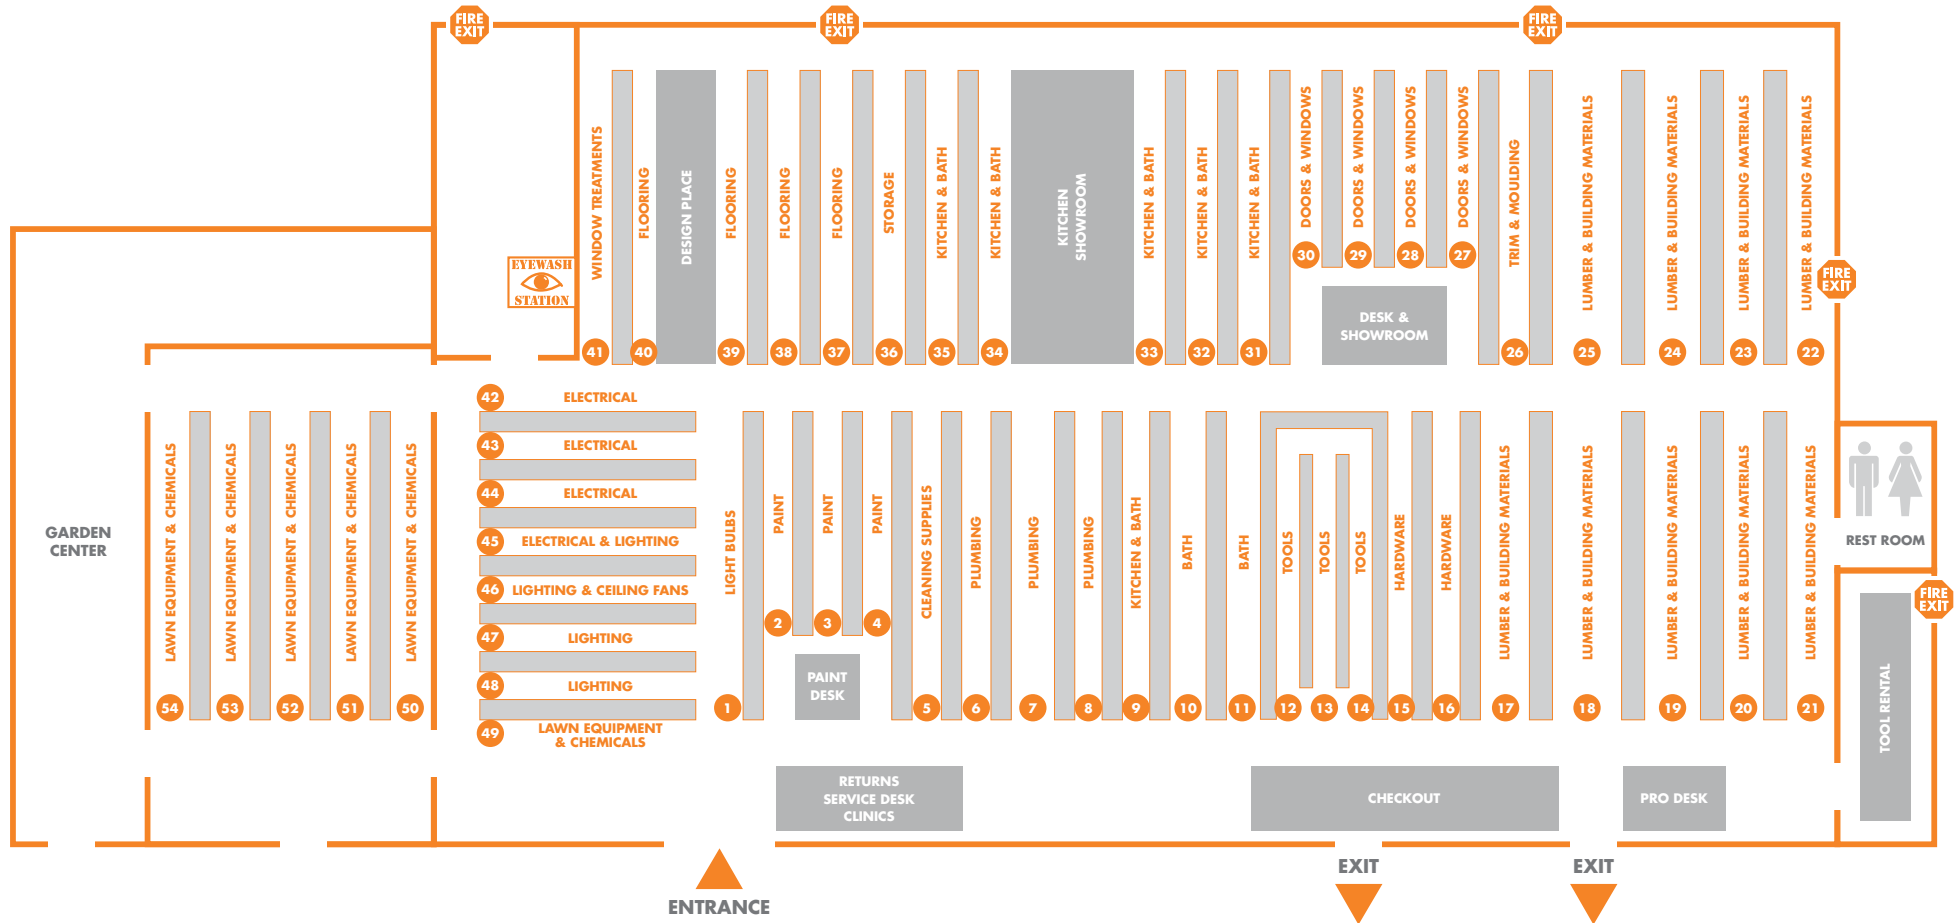 FIRE
EXIT
FIRE
EXIT
FIRE
EXIT
WINDOW TREATMENTS
FLOORING
DESIGN PLACE
FLOORING
FLOORING
FLOORING
STORAGE
KITCHEN & BATH
KITCHEN & BATH
KITCHEN
SHOWROOM
KITCHEN & BATH
KITCHEN & BATH
KITCHEN & BATH
DOORS & WINDOWS
DOORS & WINDOWS
DOORS & WINDOWS
DOORS & WINDOWS
TRIM & MOULDING
LUMBER & BUILDING MATERIALS
LUMBER & BUILDING MATERIALS
LUMBER & BUILDING MATERIALS
LUMBER & BUILDING MATERIALS
30
29
28
27
EYEWASH
STATION
FIRE
EXIT
DESK &
SHOWROOM
41
40
39
38
37
36
35
34
33
32
31
26
25
24
23
22
42
ELECTRICAL
43
ELECTRICAL
44
ELECTRICAL
45
ELECTRICAL & LIGHTING
46
LIGHTING & CEILING FANS
47
LIGHTING
48
LIGHTING
49
LAWN EQUIPMENT
& CHEMICALS
GARDEN
CENTER
LAWN EQUIPMENT & CHEMICALS
LAWN EQUIPMENT & CHEMICALS
LAWN EQUIPMENT & CHEMICALS
LAWN EQUIPMENT & CHEMICALS
LAWN EQUIPMENT & CHEMICALS
54
53
52
51
50
LIGHT BULBS
PAINT
PAINT
PAINT
CLEANING SUPPLIES
PLUMBING
PLUMBING
PLUMBING
KITCHEN & BATH
BATH
BATH
TOOLS
TOOLS
TOOLS
HARDWARE
HARDWARE
LUMBER & BUILDING MATERIALS
LUMBER & BUILDING MATERIALS
LUMBER & BUILDING MATERIALS
LUMBER & BUILDING MATERIALS
LUMBER & BUILDING MATERIALS
REST ROOM
FIRE
EXIT
2
3
4
PAINT
DESK
1
5
6
7
8
9
10
11
12
13
14
15
16
17
18
19
20
21
TOOL RENTAL
RETURNS
SERVICE DESK
CLINICS
CHECKOUT
PRO DESK
ENTRANCE
EXIT
EXIT